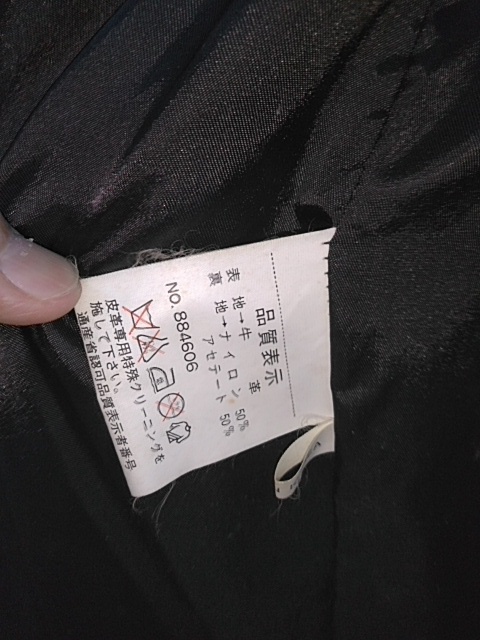 品質表示
表 地→牛 革
裏 地→ナイロン 50%
アセテート 50%
NO. 884606
皮革専用特殊クリーニングを
施して下さい。
通産省認可品質表示者番号